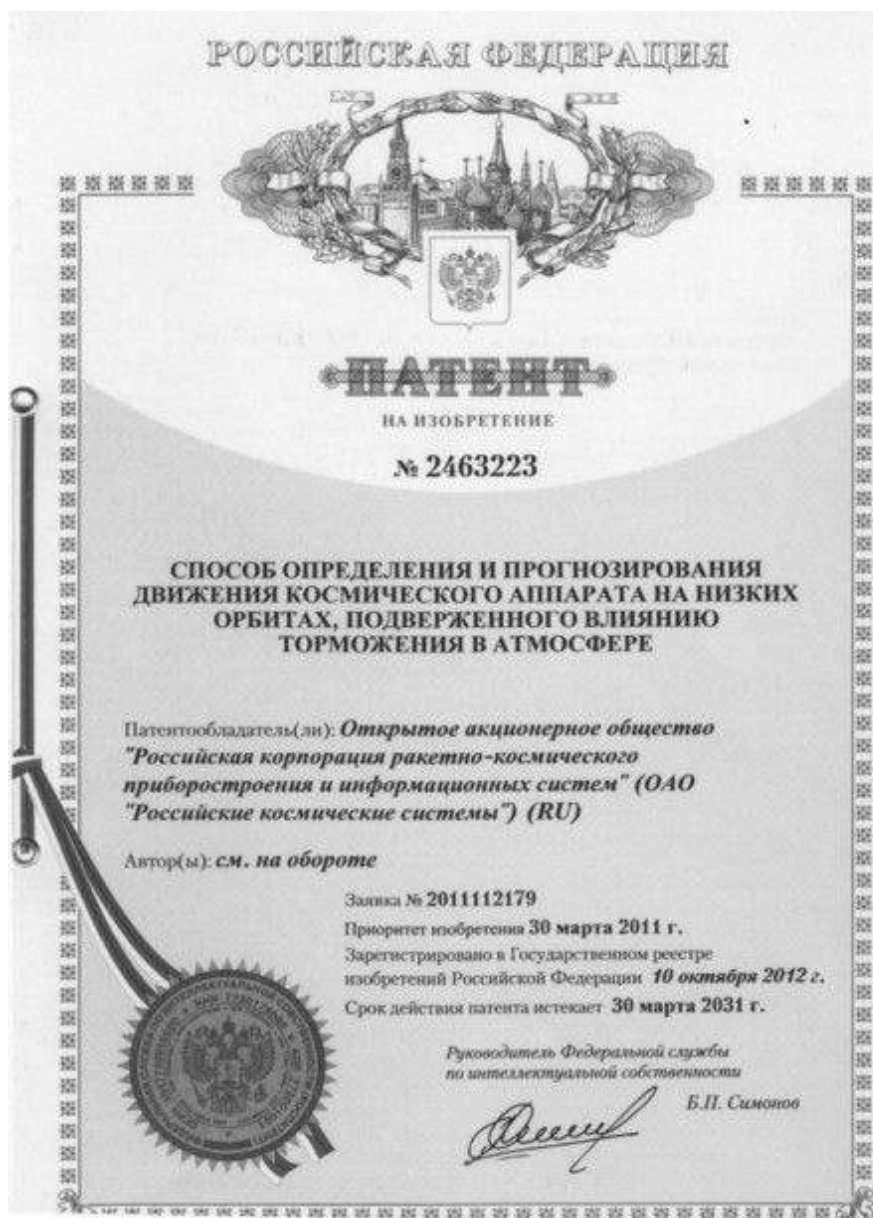 РОССИЙСКАЯ ФЕДЕРАЦИЯ
ПАТЕНТ
НА ИЗОБРЕТЕНИЕ
№ 2463223
СПОСОБ ОПРЕДЕЛЕНИЯ И ПРОГНОЗИРОВАНИЯ
ДВИЖЕНИЯ КОСМИЧЕСКОГО АППАРАТА НА НИЗКИХ
ОРБИТАХ, ПОДВЕРЖЕННОГО ВЛИЯНИЮ
ТОРМОЖЕНИЯ В АТМОСФЕРЕ
Патентообладатель(ли): Открытое акционерное общество
"Российская корпорация ракетно-космического
приборостроения и информационных систем" (ОАО
"Российские космические системы") (RU)
Автор(ы): см. на обороте
Заявка № 2011112179
Приоритет изобретения 30 марта 2011 г.
Зарегистрировано в Государственном реестре
изобретений Российской Федерации 10 октября 2012 г.
Срок действия патента истекает 30 марта 2031 г.
Руководитель Федеральной службы
по интеллектуальной собственности
Б.П. Симонов